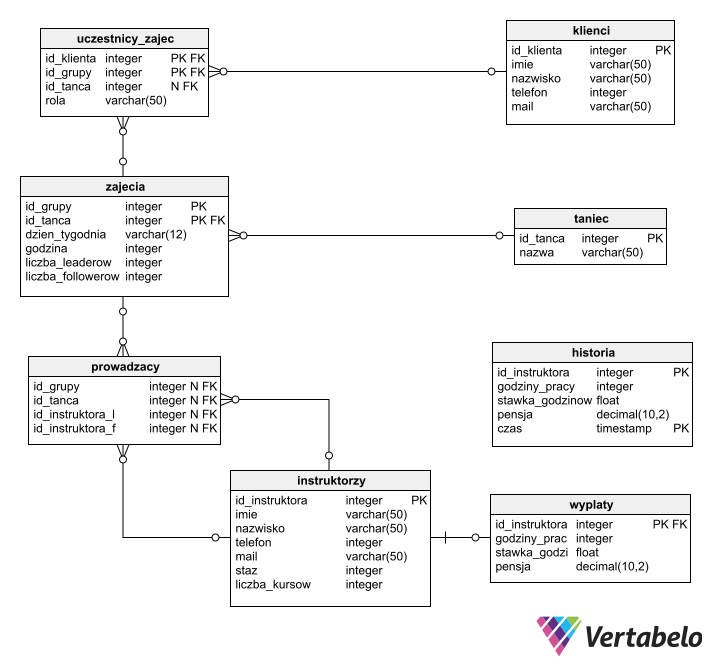 uczestnicy_zajec
id_klienta integer PK FK
id_grupy integer PK FK
id_tanca integer N FK
rola varchar(50)
klienci
id_klienta integer PK
imie varchar(50)
nazwisko varchar(50)
telefon integer
mail varchar(50)
zajecia
id_grupy integer PK
id_tanca integer PK FK
dzien_tygodnia varchar(12)
godzina integer
liczba_leaderow integer
liczba_followerow integer
taniec
id_tanca integer PK
nazwa varchar(50)
prowadzacy
id_grupy integer N FK
id_tanca integer N FK
id_instruktora_l integer N FK
id_instruktora_f integer N FK
historia
id_instruktora integer PK
godziny_pracy integer
stawka_godzinow float
pensja decimal(10,2)
czas timestamp PK
instruktorzy
id_instruktora integer PK
imie varchar(50)
nazwisko varchar(50)
telefon integer
mail varchar(50)
staz integer
liczba_kursow integer
wyplaty
id_instruktora integer PK FK
godziny_prac integer
stawka_godzi float
pensja decimal(10,2)
Vertabelo